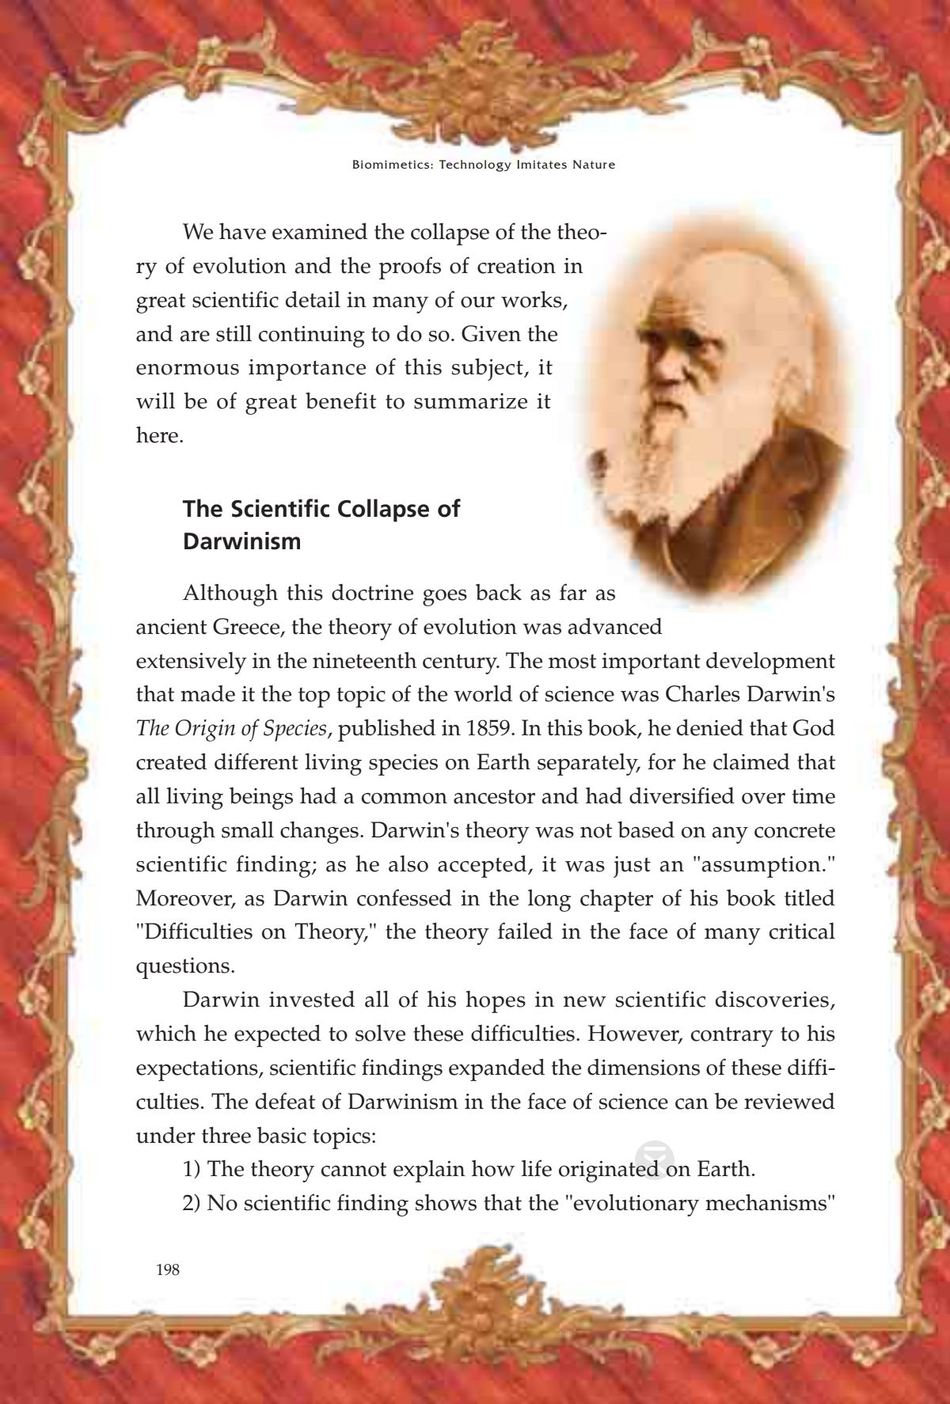 Biomimetics: Technology Imitates Nature
We have examined the collapse of the theo-
ry of evolution and the proofs of creation in
great scientific detail in many of our works,
and are still continuing to do so. Given the
enormous importance of this subject, it
will be of great benefit to summarize it
here.
The Scientific Collapse of
Darwinism
Although this doctrine goes back as far as
ancient Greece, the theory of evolution was advanced
extensively in the nineteenth century. The most important development
that made it the top topic of the world of science was Charles Darwin's
The Origin of Species, published in 1859. In this book, he denied that God
created different living species on Earth separately, for he claimed that
all living beings had a common ancestor and had diversified over time
through small changes. Darwin's theory was not based on any concrete
scientific finding; as he also accepted, it was just an "assumption."
Moreover, as Darwin confessed in the long chapter of his book titled
"Difficulties on Theory," the theory failed in the face of many critical
questions.
Darwin invested all of his hopes in new scientific discoveries,
which he expected to solve these difficulties. However, contrary to his
expectations, scientific findings expanded the dimensions of these diffi-
culties. The defeat of Darwinism in the face of science can be reviewed
under three basic topics:
1) The theory cannot explain how life originated on Earth.
2) No scientific finding shows that the "evolutionary mechanisms"
198